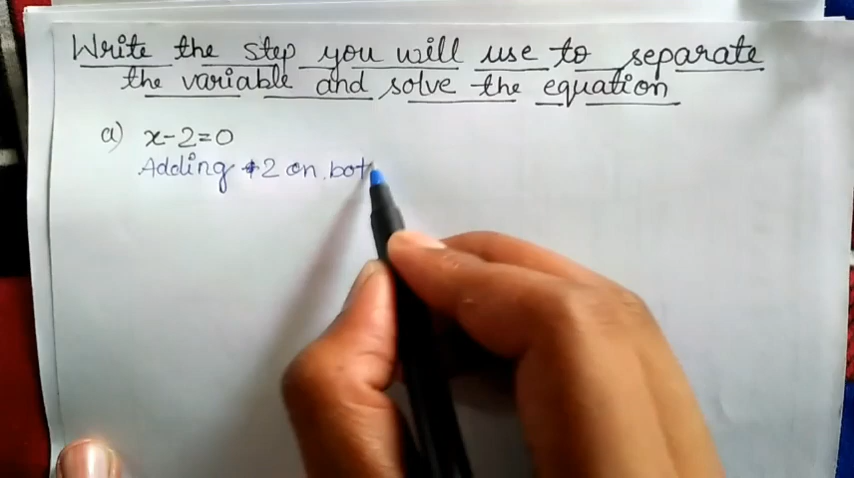 Write the step you will use to separate
the variable and solve the equation
a) x-2=0
Adding +2 on bot